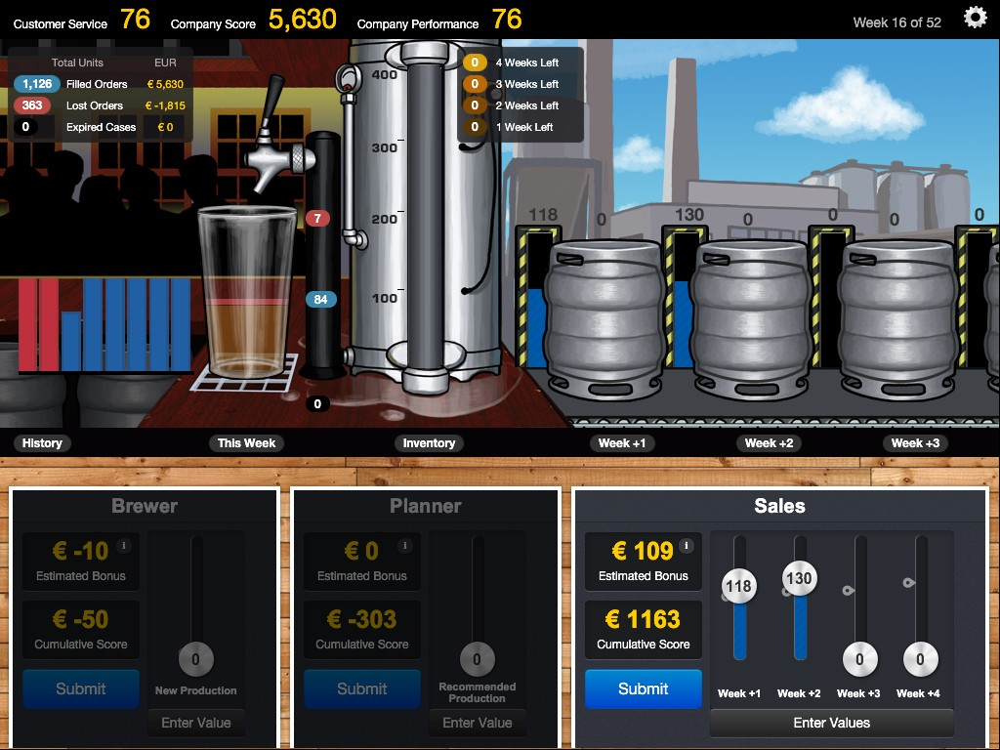 Customer Service 76 Company Score 5,630 Company Performance 76 Week 16 of 52
Total Units EUR
1,126 Filled Orders € 5,630
363 Lost Orders € -1,815
0 Expired Cases € 0
0 4 Weeks Left
0 3 Weeks Left
0 2 Weeks Left
0 1 Week Left
400
300
200
100
7
84
0
118 0 130 0 0 0 0
History This Week Inventory Week +1 Week +2 Week +3
Brewer
€ -10 i
Estimated Bonus
€ -50
Cumulative Score
Submit
0
New Production
Enter Value
Planner
€ 0 i
Estimated Bonus
€ -303
Cumulative Score
Submit
0
Recommended
Production
Enter Value
Sales
€ 109 i
Estimated Bonus
€ 1163
Cumulative Score
Submit
118 130 0 0
Week +1 Week +2 Week +3 Week +4
Enter Values